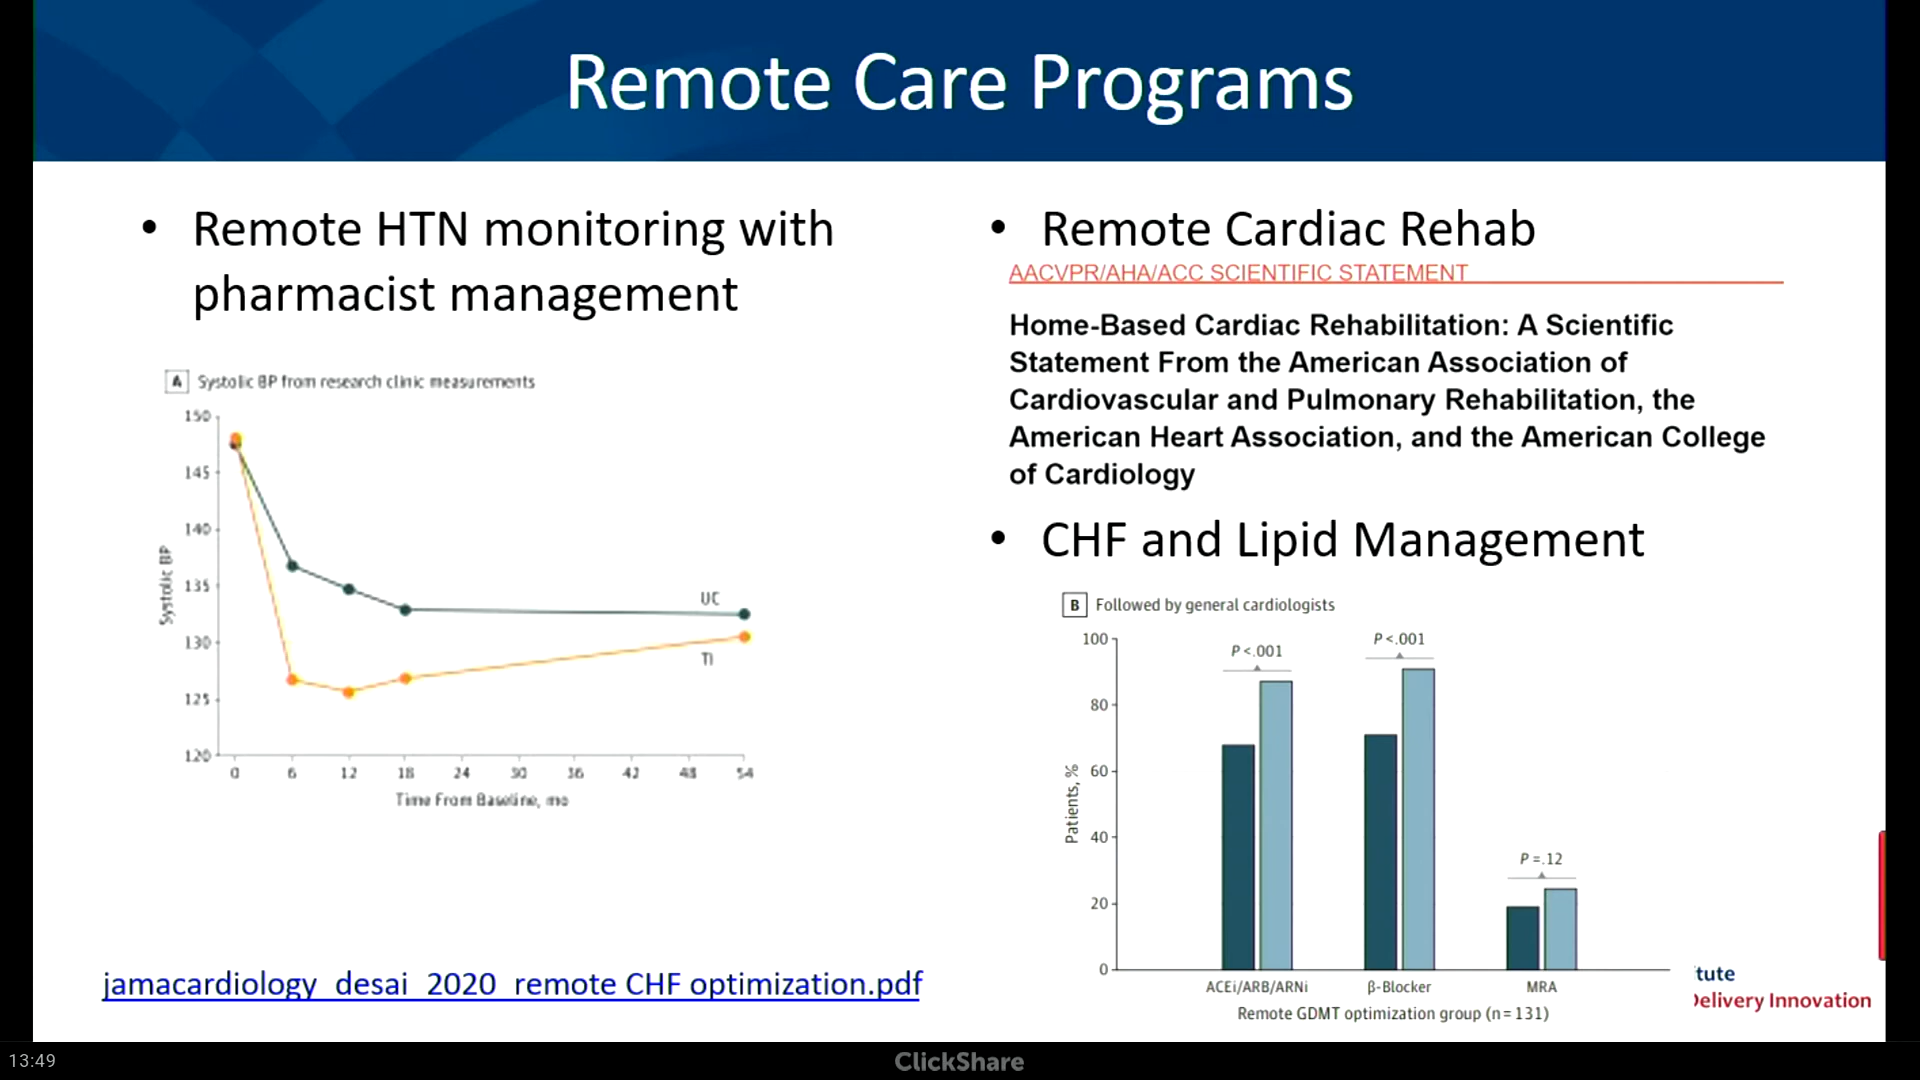 Remote Care Programs
• Remote HTN monitoring with
pharmacist management
A Systolic BP from research clinic measurements
150
145
140
135
130
125
120
Systolic BP
UC
TI
0 6 12 18 24 30 36 42 48 54
Time From Baseline, mo
jamacardiology_desai_2020_remote CHF optimization.pdf
• Remote Cardiac Rehab
AACVPR/AHA/ACC SCIENTIFIC STATEMENT
Home-Based Cardiac Rehabilitation: A Scientific
Statement From the American Association of
Cardiovascular and Pulmonary Rehabilitation, the
American Heart Association, and the American College
of Cardiology
• CHF and Lipid Management
B Followed by general cardiologists
100
80
60
40
20
0
Patients, %
P <.001
P <.001
P =.12
ACEi/ARB/ARNi β-Blocker MRA
Remote GDMT optimization group (n = 131)
tute
Delivery Innovation
13:49
ClickShare